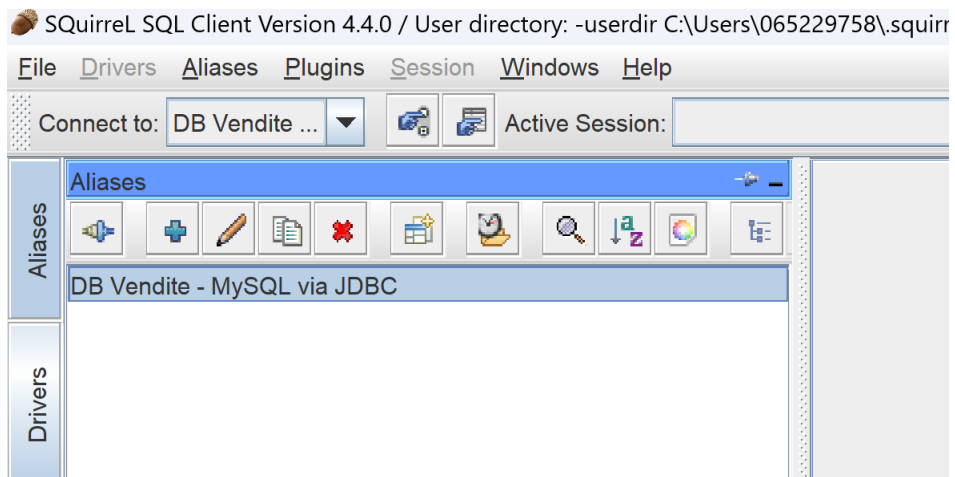 SQuirreL SQL Client Version 4.4.0 / User directory: -userdir C:\Users\065229758\.squirr
File Drivers Aliases Plugins Session Windows Help
Connect to: DB Vendite ... Active Session:
Aliases
Aliases
DB Vendite - MySQL via JDBC
Drivers